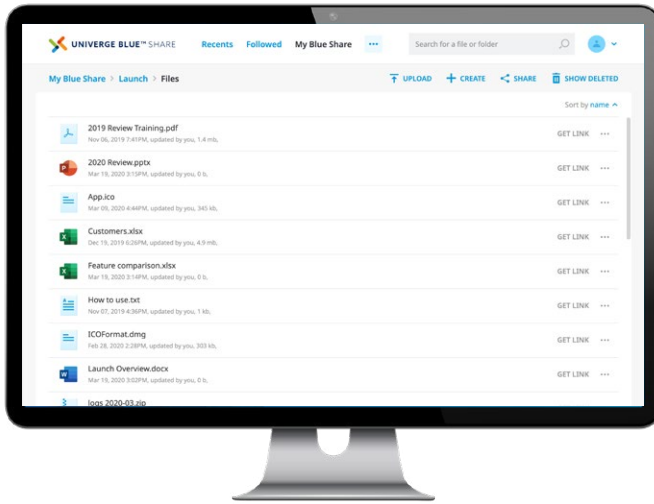 UNIVERGE BLUE™ SHARE Recents Followed My Blue Share ••• Search for a file or folder
My Blue Share > Launch > Files UPLOAD CREATE SHARE SHOW DELETED
Sort by name
2019 Review Training.pdf
Nov 06, 2019 7:41PM, updated by you, 1.4 mb,
GET LINK •••
2020 Review.pptx
Mar 19, 2020 3:15PM, updated by you, 0 b,
GET LINK •••
App.ico
Mar 09, 2020 4:44PM, updated by you, 345 kb,
GET LINK •••
Customers.xlsx
Dec 19, 2019 6:26PM, updated by you, 4.9 mb,
GET LINK •••
Feature comparison.xlsx
Mar 19, 2020 3:14PM, updated by you, 0 b,
GET LINK •••
How to use.txt
Nov 07, 2019 4:36PM, updated by you, 1 kb,
GET LINK •••
ICOFormat.dmg
Feb 28, 2020 2:28PM, updated by you, 303 kb,
GET LINK •••
Launch Overview.docx
Mar 19, 2020 3:02PM, updated by you, 0 b,
GET LINK •••
logs 2020-03.zip